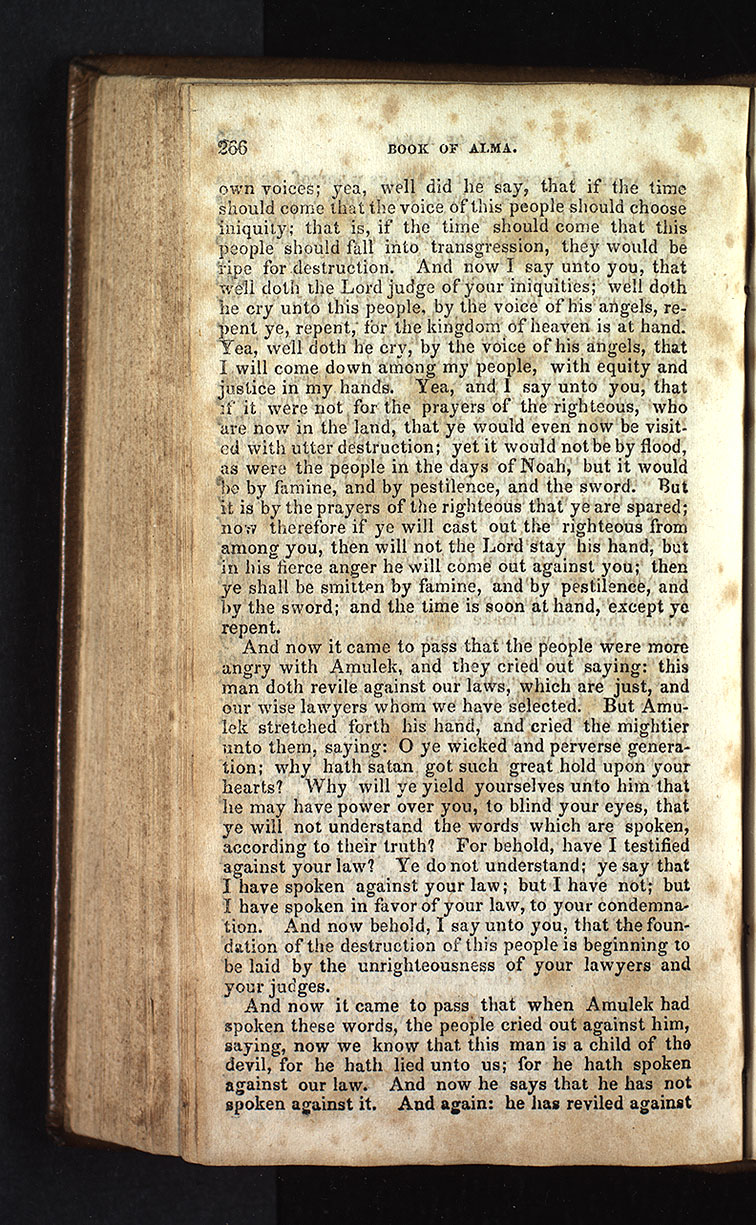 266 BOOK OF ALMA.
own voices; yea, well did he say, that if the time
should come that the voice of this people should choose
iniquity; that is, if the time should come that this
people should fall into transgression, they would be
ripe for destruction. And now I say unto you, that
well doth the Lord judge of your iniquities; well doth
he cry unto this people, by the voice of his angels, re-
pent ye, repent, for the kingdom of heaven is at hand.
Yea, well doth he cry, by the voice of his angels, that
I will come down among my people, with equity and
justice in my hands. Yea, and I say unto you, that
if it were not for the prayers of the righteous, who
are now in the land, that ye would even now be visit-
ed with utter destruction; yet it would not be by flood,
as were the people in the days of Noah, but it would
be by famine, and by pestilence, and the sword. But
it is by the prayers of the righteous that ye are spared;
now therefore if ye will cast out the righteous from
among you, then will not the Lord stay his hand, but
in his fierce anger he will come out against you; then
ye shall be smitten by famine, and by pestilence, and
by the sword; and the time is soon at hand, except ye
repent.
And now it came to pass that the people were more
angry with Amulek, and they cried out saying: this
man doth revile against our laws, which are just, and
our wise lawyers whom we have selected. But Amu-
lek stretched forth his hand, and cried the mightier
unto them, saying: O ye wicked and perverse genera-
tion; why hath satan got such great hold upon your
hearts? Why will ye yield yourselves unto him that
he may have power over you, to blind your eyes, that
ye will not understand the words which are spoken,
according to their truth? For behold, have I testified
against your law? Ye do not understand; ye say that
I have spoken against your law; but I have not; but
I have spoken in favor of your law, to your condemna-
tion. And now behold, I say unto you, that the foun-
dation of the destruction of this people is beginning to
be laid by the unrighteousness of your lawyers and
your judges.
And now it came to pass that when Amulek had
spoken these words, the people cried out against him,
saying, now we know that this man is a child of the
devil, for he hath lied unto us; for he hath spoken
against our law. And now he says that he has not
spoken against it. And again: he has reviled against